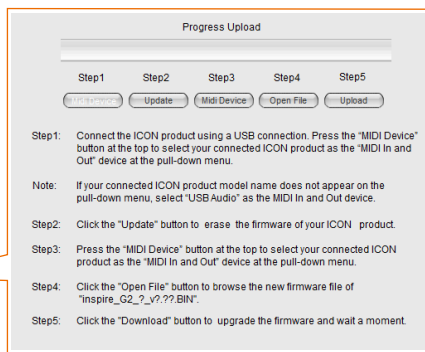 Progress Upload
Step1 Step2 Step3 Step4 Step5
Midi Device Update Midi Device Open File Upload
Step1: Connect the ICON product using a USB connection. Press the “MIDI Device”
button at the top to select your connected ICON product as the “MIDI In and
Out” device at the pull-down menu.
Note: If your connected ICON product model name does not appear on the
pull-down menu, select “USB Audio” as the MIDI In and Out device.
Step2: Click the “Update” button to erase the firmware of your ICON product.
Step3: Press the “MIDI Device” button at the top to select your connected ICON
product as the “MIDI In and Out” device at the pull-down menu.
Step4: Click the “Open File” button to browse the new firmware file of
“inspire_G2_?_v?.??.BIN”.
Step5: Click the “Download” button to upgrade the firmware and wait a moment.